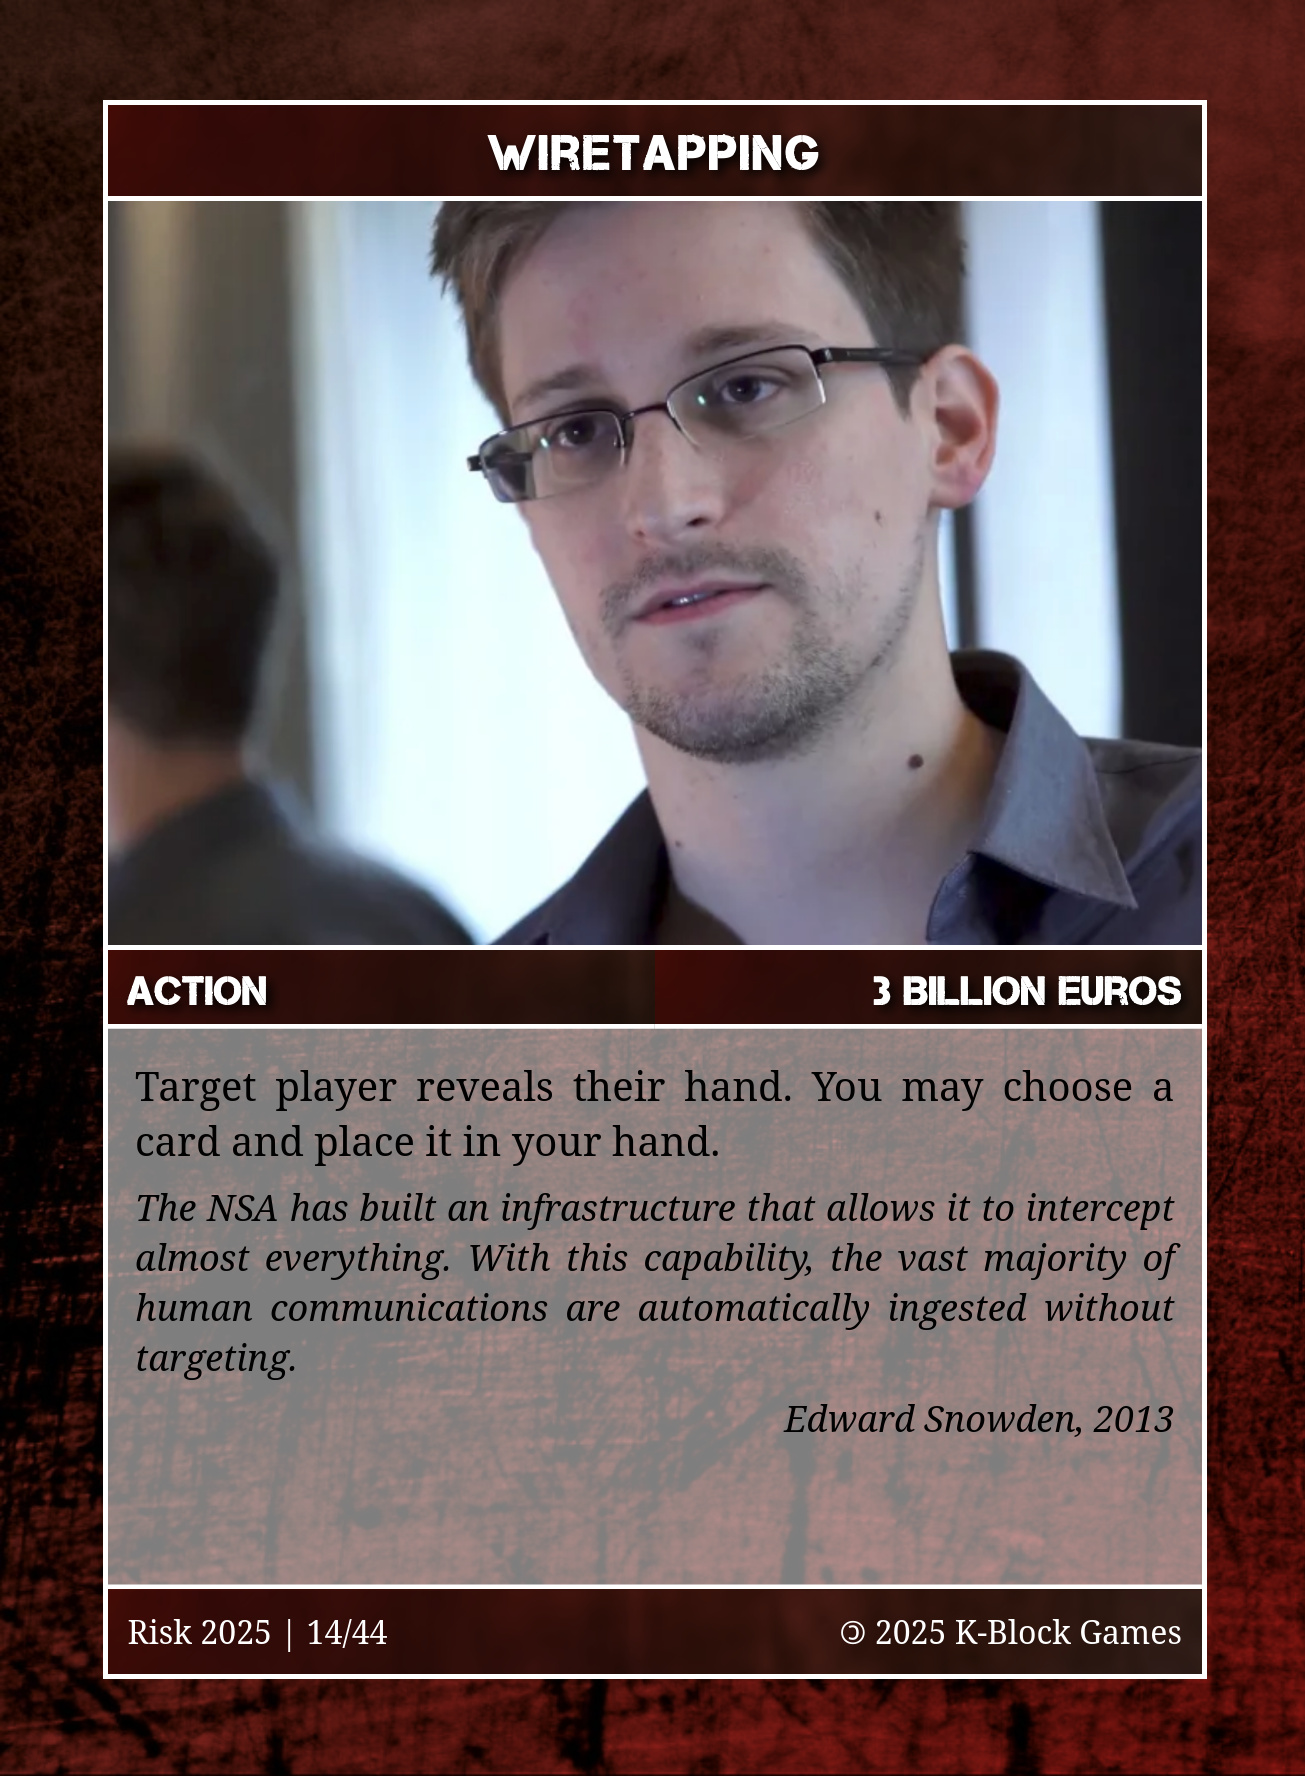 WIRETAPPING
ACTION
3 BILLION EUROS
Target player reveals their hand. You may choose a
card and place it in your hand.
The NSA has built an infrastructure that allows it to intercept
almost everything. With this capability, the vast majority of
human communications are automatically ingested without
targeting.
Edward Snowden, 2013
Risk 2025 | 14/44
🄯 2025 K-Block Games